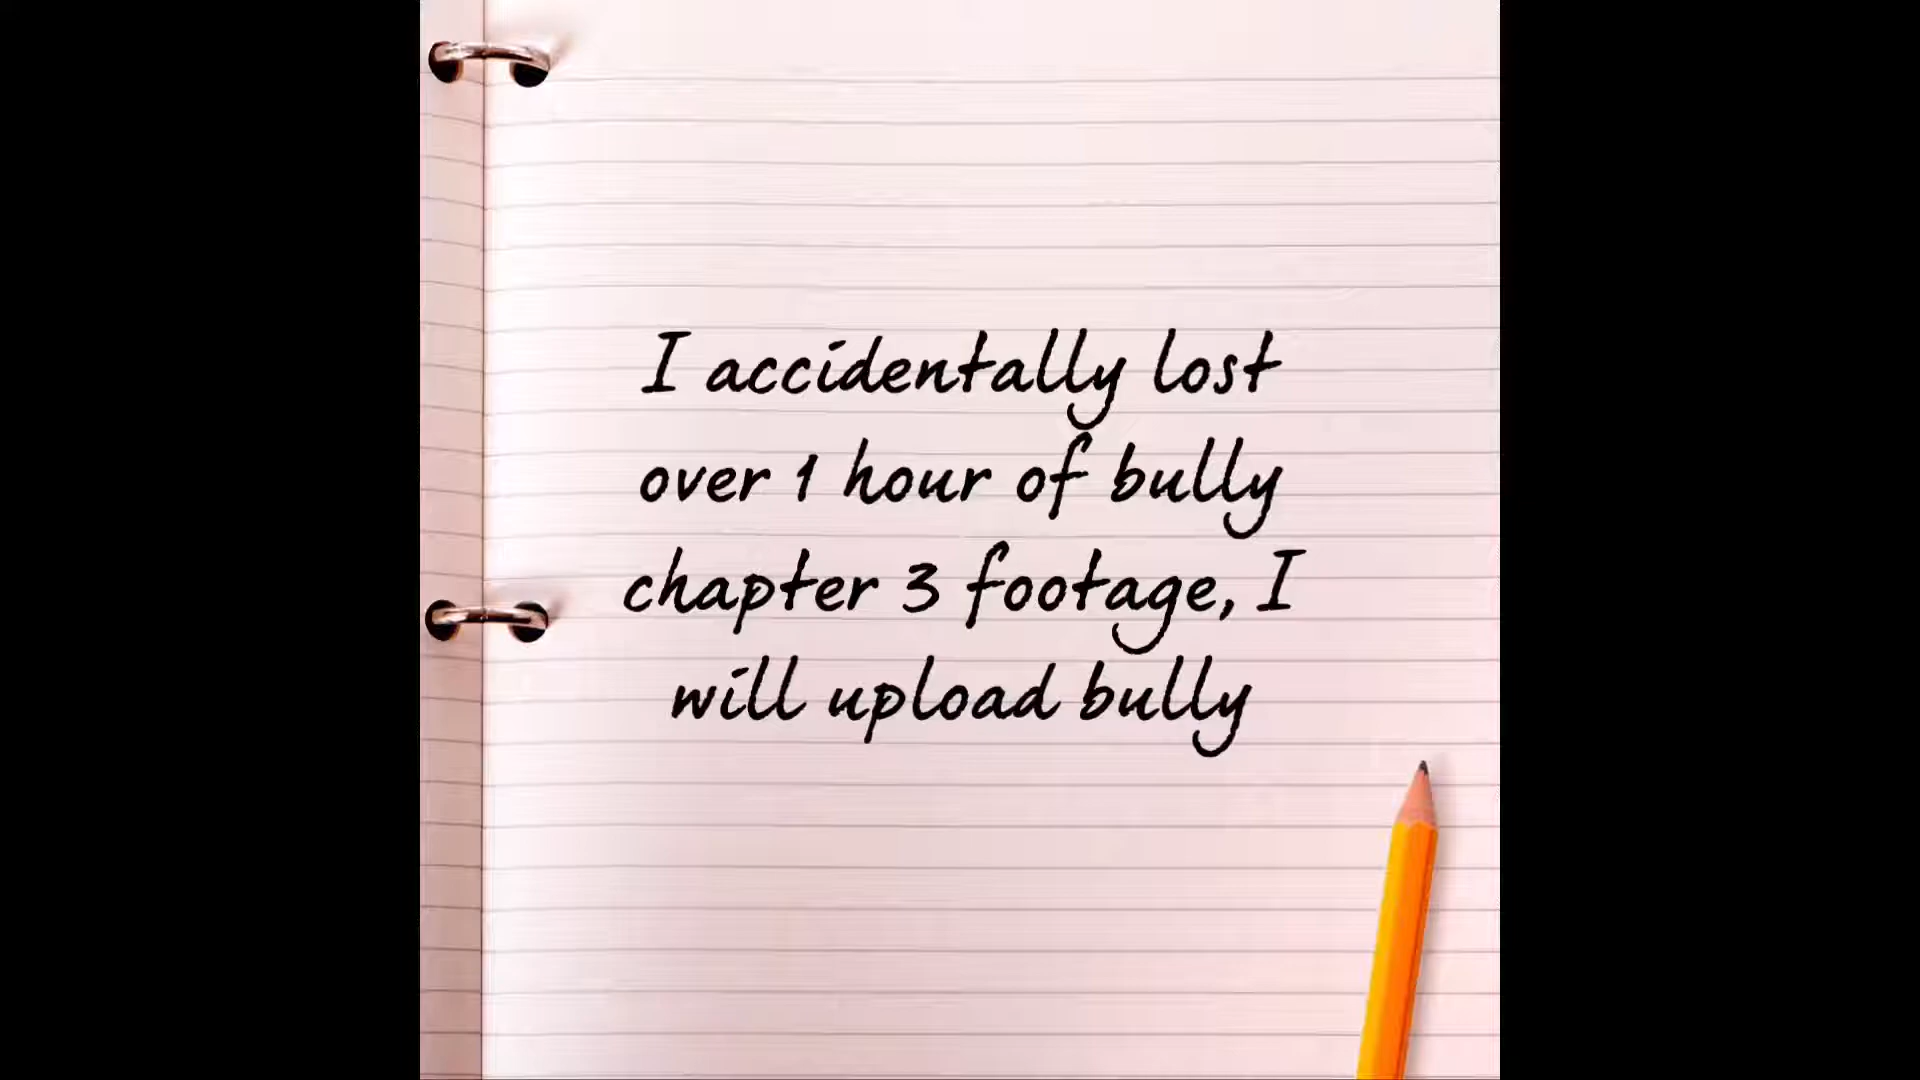 I accidentally lost
over 1 hour of bully
chapter 3 footage, I
will upload bully